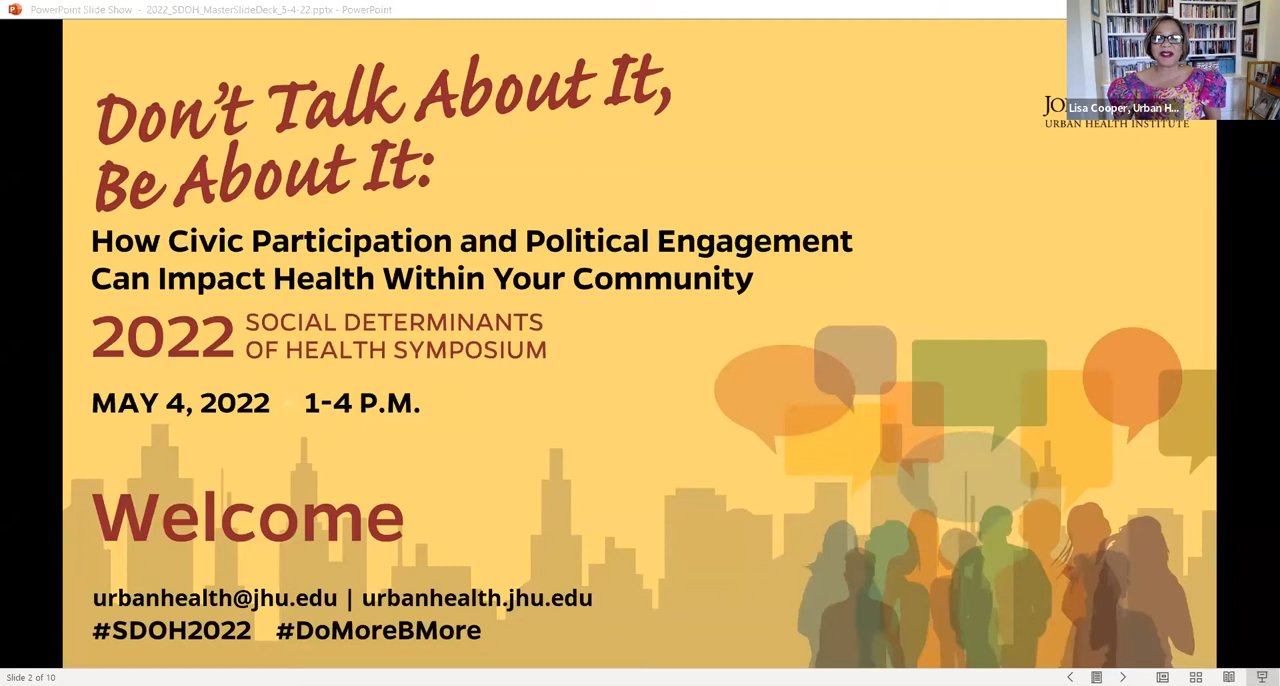 PowerPoint Slide Show - 2022_SDOH_MasterSlideDeck_5-4-22.pptx - PowerPoint
Don't Talk About It,
Be About It:
Lisa Cooper, Urban H...
URBAN HEALTH INSTITUTE
How Civic Participation and Political Engagement
Can Impact Health Within Your Community
2022 SOCIAL DETERMINANTS
OF HEALTH SYMPOSIUM
MAY 4, 2022 1-4 P.M.
Welcome
urbanhealth@jhu.edu | urbanhealth.jhu.edu
#SDOH2022 #DoMoreBMore
Slide 2 of 10